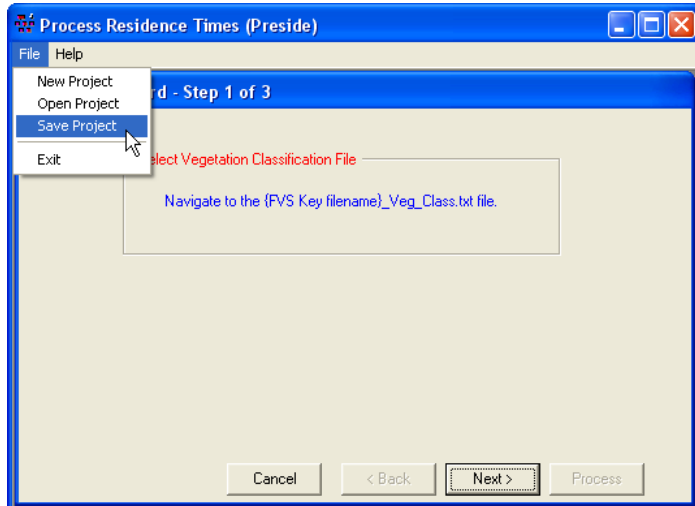 Process Residence Times (Preside)
File Help
New Project
Open Project
Save Project
Exit
rd - Step 1 of 3
elect Vegetation Classification File
Navigate to the {FVS Key filename}_Veg_Class.txt file.
Cancel < Back Next > Process